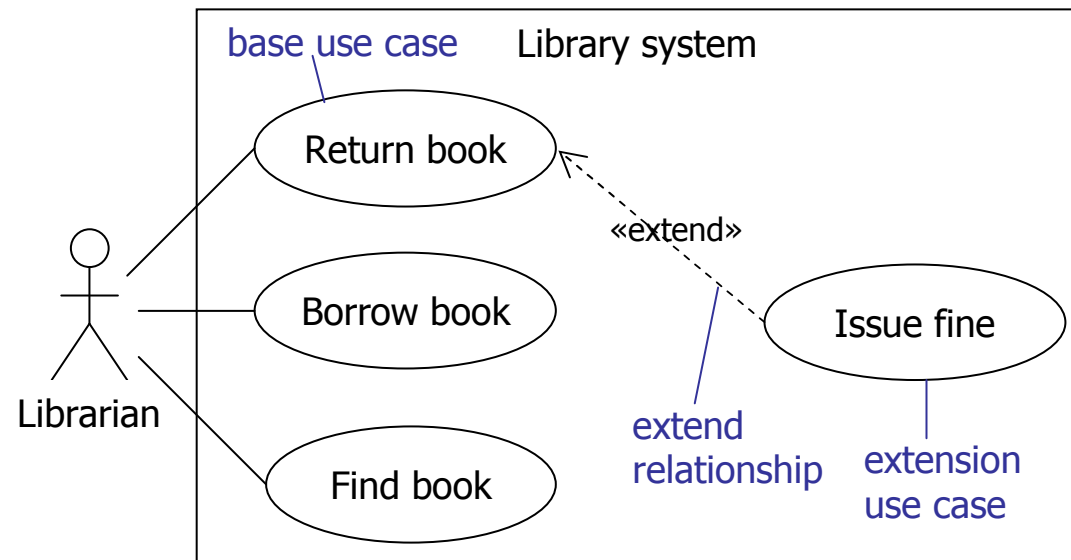 base use case
Library system
Return book
«extend»
Borrow book
Issue fine
Librarian
extend
relationship
extension
use case
Find book